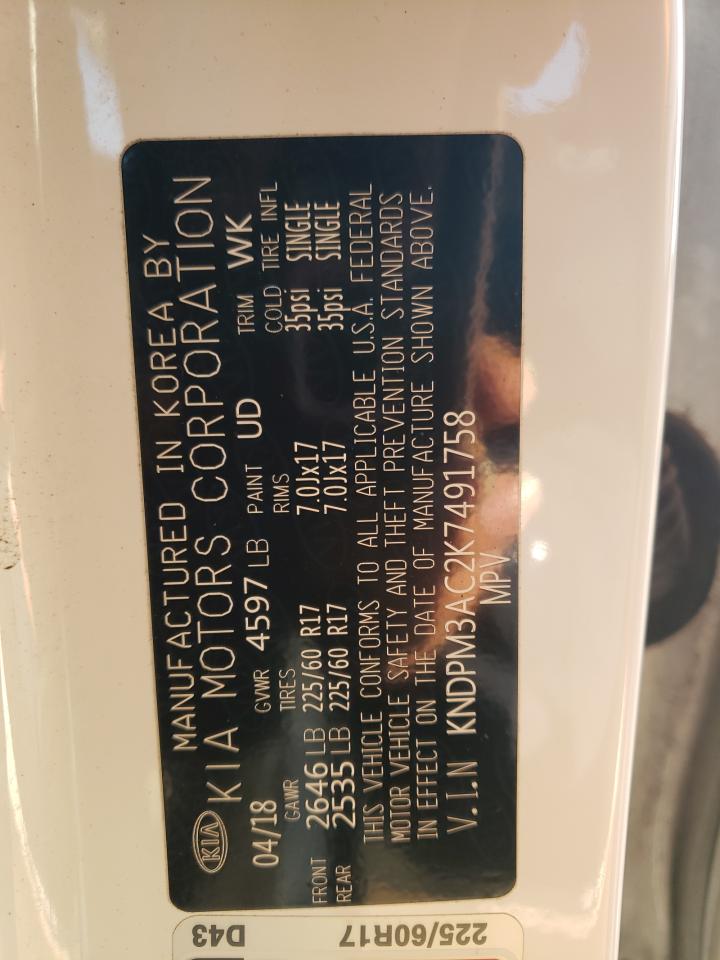 MANUFACTURED IN KOREA BY
KIA KIA MOTORS CORPORATION
04/18 GVWR 4597 LB PAINT UD TRIM WK
GAWR TIRES RIMS COLD TIRE INFL
FRONT 2646 LB 225/60 R17 7.0Jx17 35psi SINGLE
REAR 2535 LB 225/60 R17 7.0Jx17 35psi SINGLE
THIS VEHICLE CONFORMS TO ALL APPLICABLE U.S.A. FEDERAL
MOTOR VEHICLE SAFETY AND THEFT PREVENTION STANDARDS
IN EFFECT ON THE DATE OF MANUFACTURE SHOWN ABOVE.
V.I.N KNDPM3AC2K7491758
MPV
225/60R17 D43